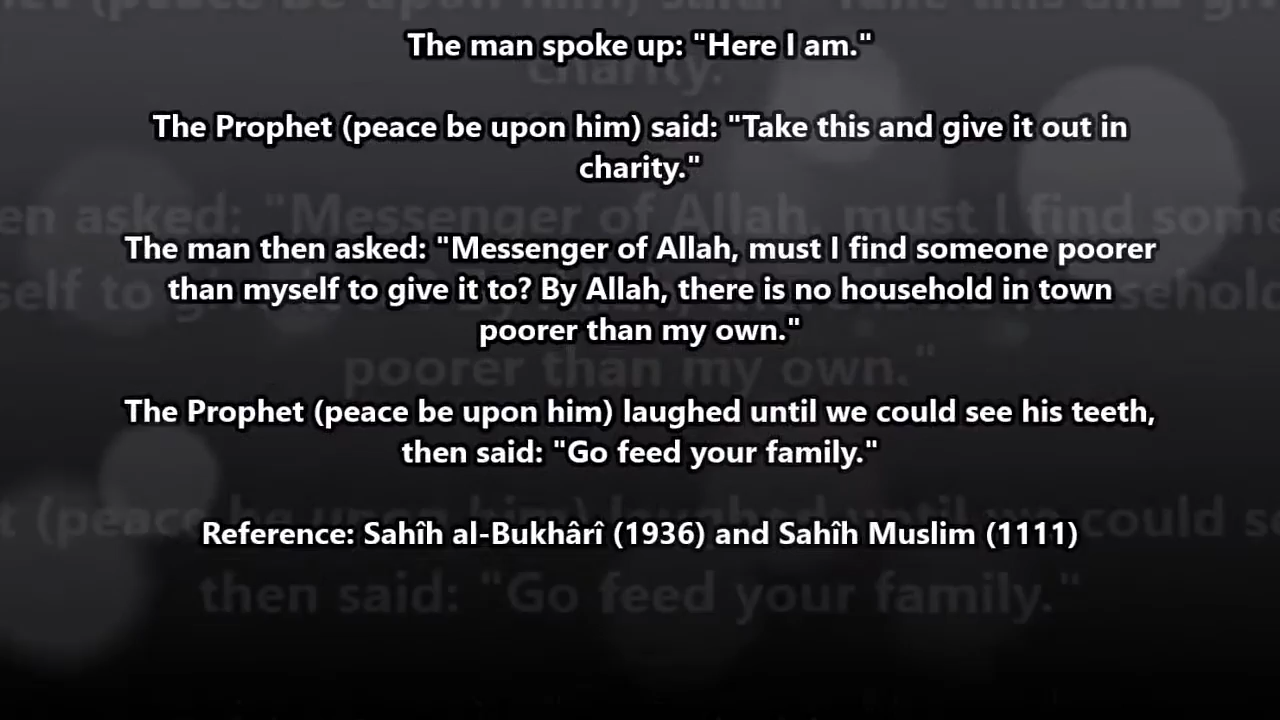 The man spoke up: "Here I am."
The Prophet (peace be upon him) said: "Take this and give it out in
charity."
The man then asked: "Messenger of Allah, must I find someone poorer
than myself to give it to? By Allah, there is no household in town
poorer than my own."
The Prophet (peace be upon him) laughed until we could see his teeth,
then said: "Go feed your family."
Reference: Sahîh al-Bukhârî (1936) and Sahîh Muslim (1111)